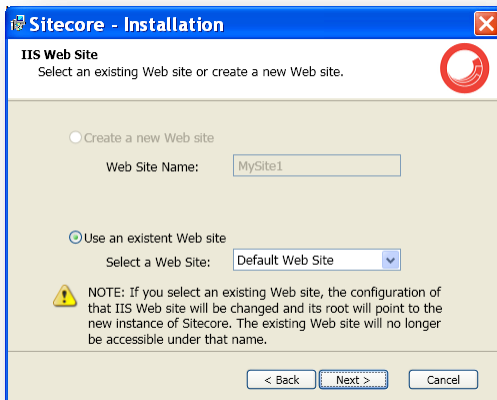 Sitecore - Installation
IIS Web Site
Select an existing Web site or create a new Web site.
Create a new Web site
Web Site Name: MySite1
Use an existent Web site
Select a Web Site: Default Web Site
NOTE: If you select an existing Web site, the configuration of
that IIS Web site will be changed and its root will point to the
new instance of Sitecore. The existing Web site will no longer
be accessible under that name.
< Back Next > Cancel